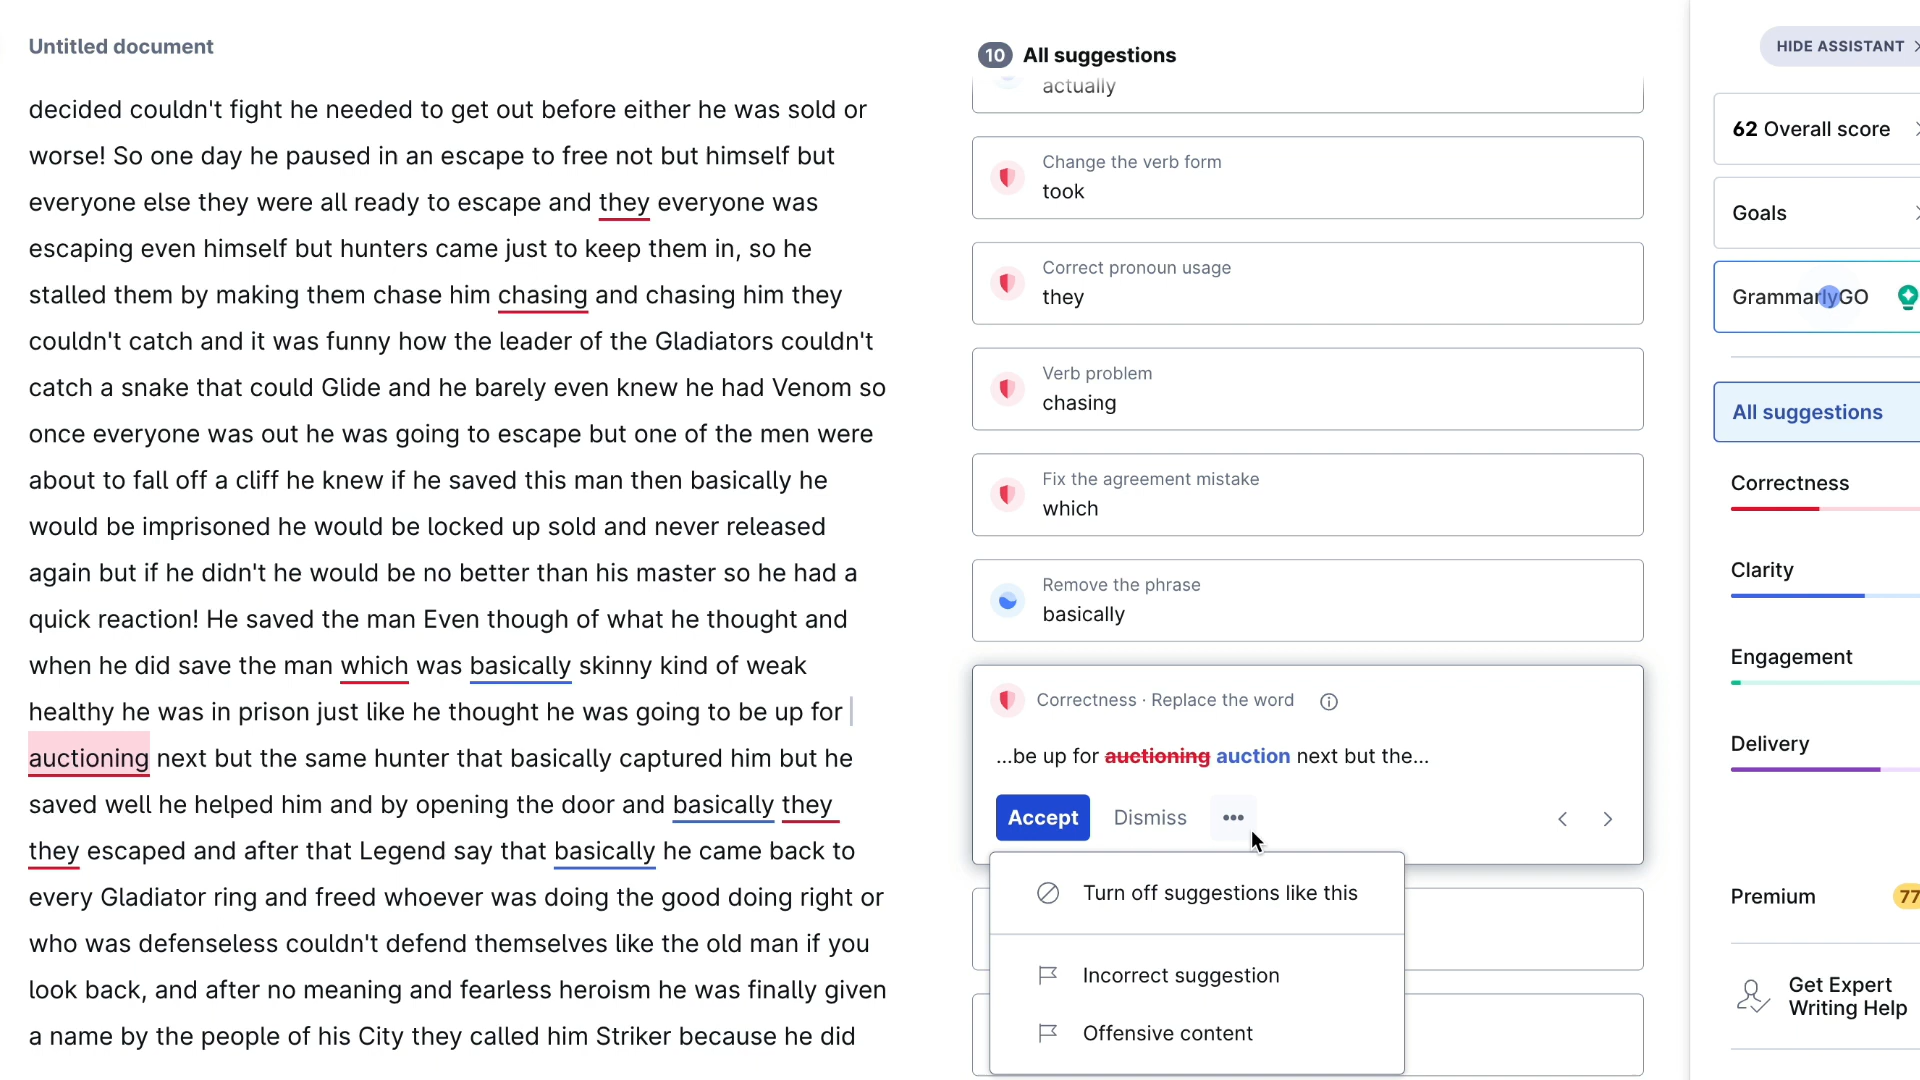 Untitled document
decided couldn't fight he needed to get out before either he was sold or
worse! So one day he paused in an escape to free not but himself but
everyone else they were all ready to escape and they everyone was
escaping even himself but hunters came just to keep them in, so he
stalled them by making them chase him chasing and chasing him they
couldn't catch and it was funny how the leader of the Gladiators couldn't
catch a snake that could Glide and he barely even knew he had Venom so
once everyone was out he was going to escape but one of the men were
about to fall off a cliff he knew if he saved this man then basically he
would be imprisoned he would be locked up sold and never released
again but if he didn't he would be no better than his master so he had a
quick reaction! He saved the man Even though of what he thought and
when he did save the man which was basically skinny kind of weak
healthy he was in prison just like he thought he was going to be up for
auctioning next but the same hunter that basically captured him but he
saved well he helped him and by opening the door and basically they
they escaped and after that Legend say that basically he came back to
every Gladiator ring and freed whoever was doing the good doing right or
who was defenseless couldn't defend themselves like the old man if you
look back, and after no meaning and fearless heroism he was finally given
a name by the people of his City they called him Striker because he did
10 All suggestions
actually
Change the verb form
took
Correct pronoun usage
they
Verb problem
chasing
Fix the agreement mistake
which
Remove the phrase
basically
Correctness · Replace the word
...be up for auctioning auction next but the...
Accept Dismiss
Turn off suggestions like this
Incorrect suggestion
Offensive content
HIDE ASSISTANT
62 Overall score
Goals
GrammarlyGO
All suggestions
Correctness
Clarity
Engagement
Delivery
Premium 77
Get Expert
Writing Help